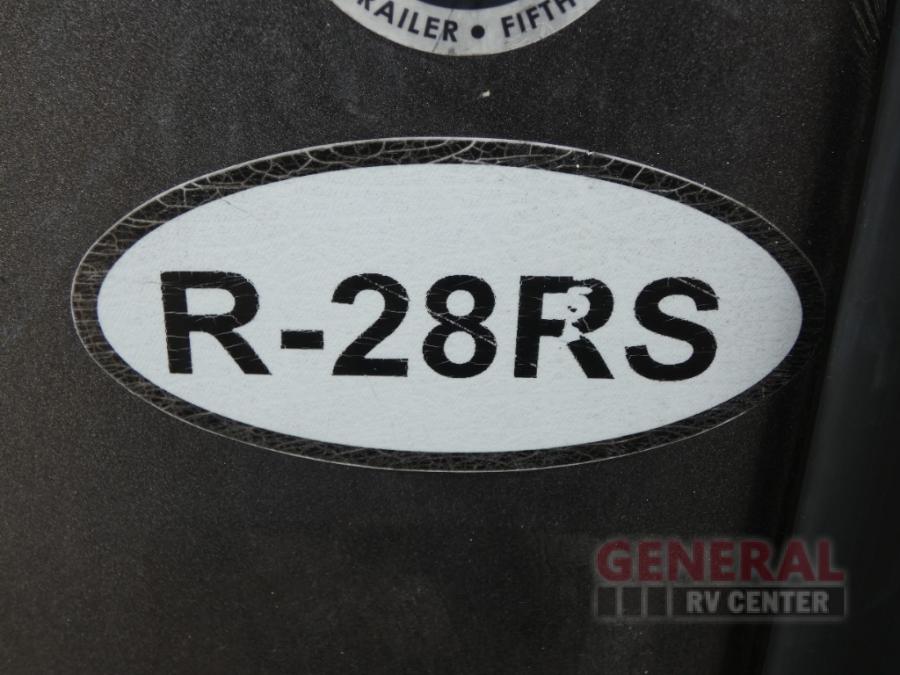 RAILER • FIFTH
R-28RS
GENERAL
RV CENTER